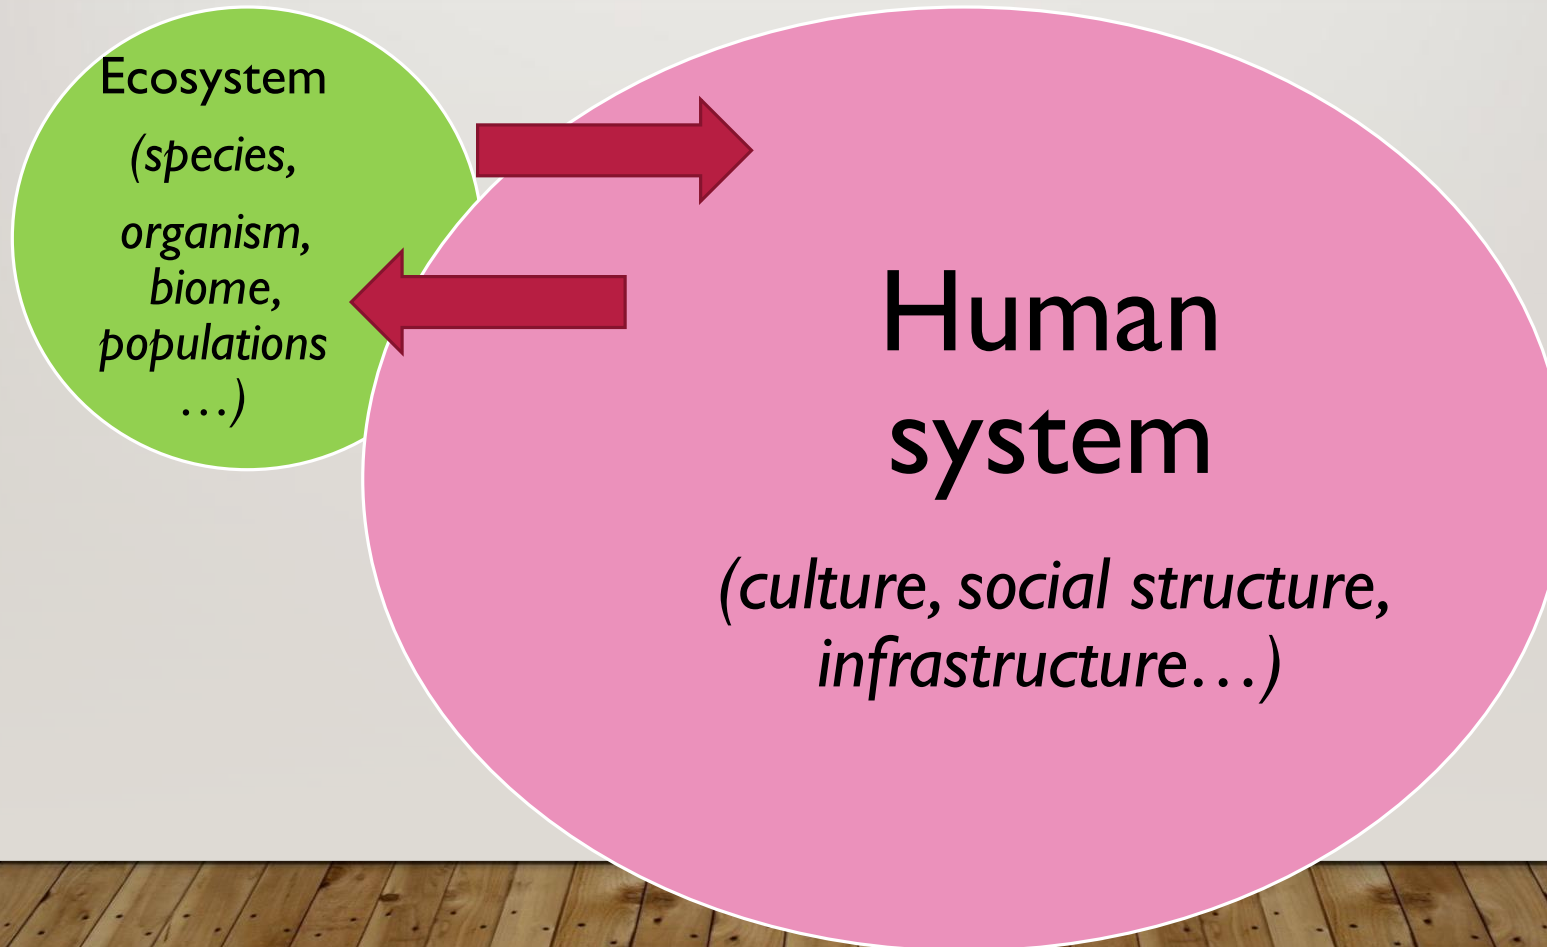 Ecosystem
(species,
organism,
biome,
populations
…)
Human
system
(culture, social structure,
infrastructure…)